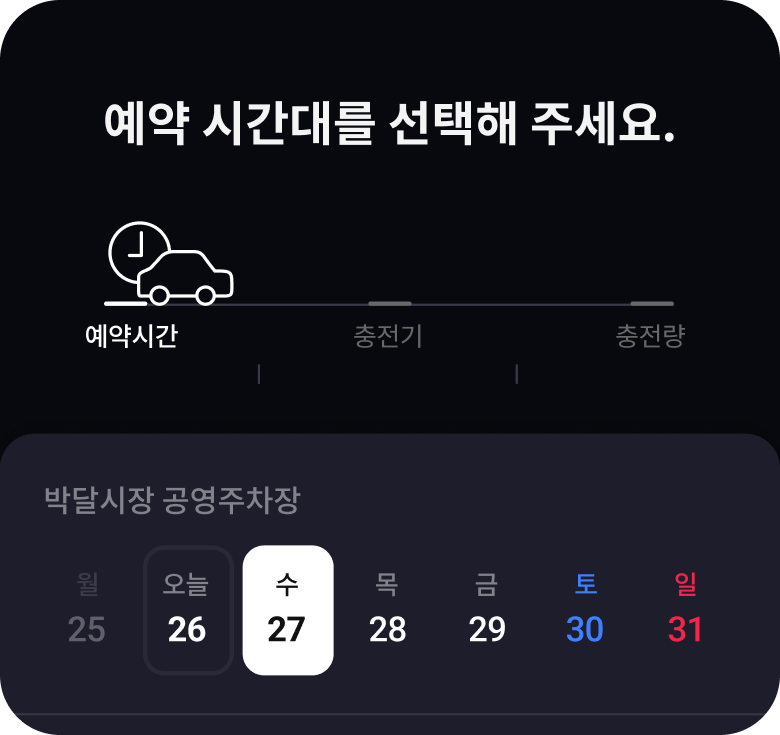 예약 시간대를 선택해 주세요.
예약시간 충전기 충전량
박달시장 공영주차장
월 오늘 수 목 금 토 일
25 26 27 28 29 30 31